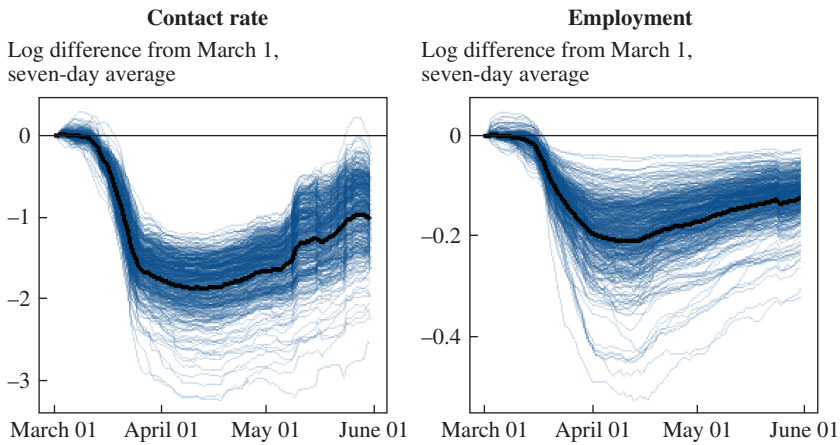 Contact rate
Log difference from March 1,
seven-day average
0
–1
–2
–3
March 01 April 01 May 01 June 01
Employment
Log difference from March 1,
seven-day average
0
–0.2
–0.4
March 01 April 01 May 01 June 01